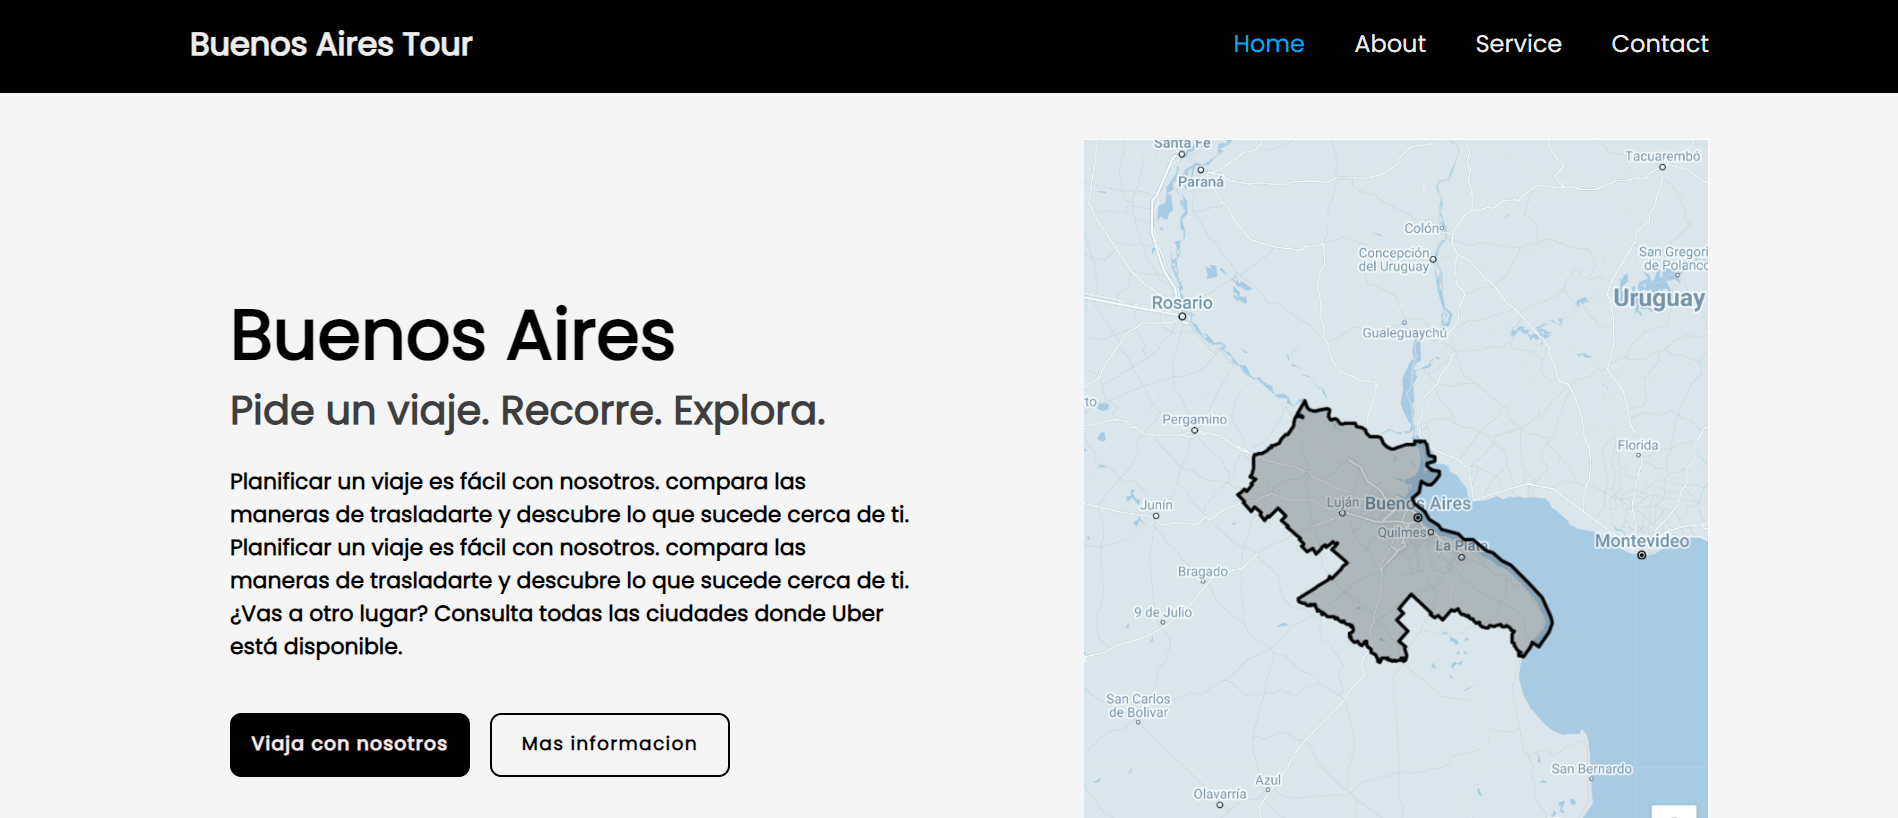 Buenos Aires Tour
Home
About
Service
Contact
Buenos Aires
Pide un viaje. Recorre. Explora.
Planificar un viaje es fácil con nosotros. compara las
maneras de trasladarte y descubre lo que sucede cerca de ti.
Planificar un viaje es fácil con nosotros. compara las
maneras de trasladarte y descubre lo que sucede cerca de ti.
¿Vas a otro lugar? Consulta todas las ciudades donde Uber
está disponible.
Viaja con nosotros
Mas informacion
Santa Fe
Paraná
Tacuarembó
Colón
Concepción
del Uruguay
San Gregori
de Polanco
Rosario
Uruguay
Gualeguaychú
to
Pergamino
Florida
Junín
Luján
Buenos Aires
Quilmes
La Plata
Montevideo
Bragado
9 de Julio
San Carlos
de Bolivar
San Bernardo
Azul
Olavarría